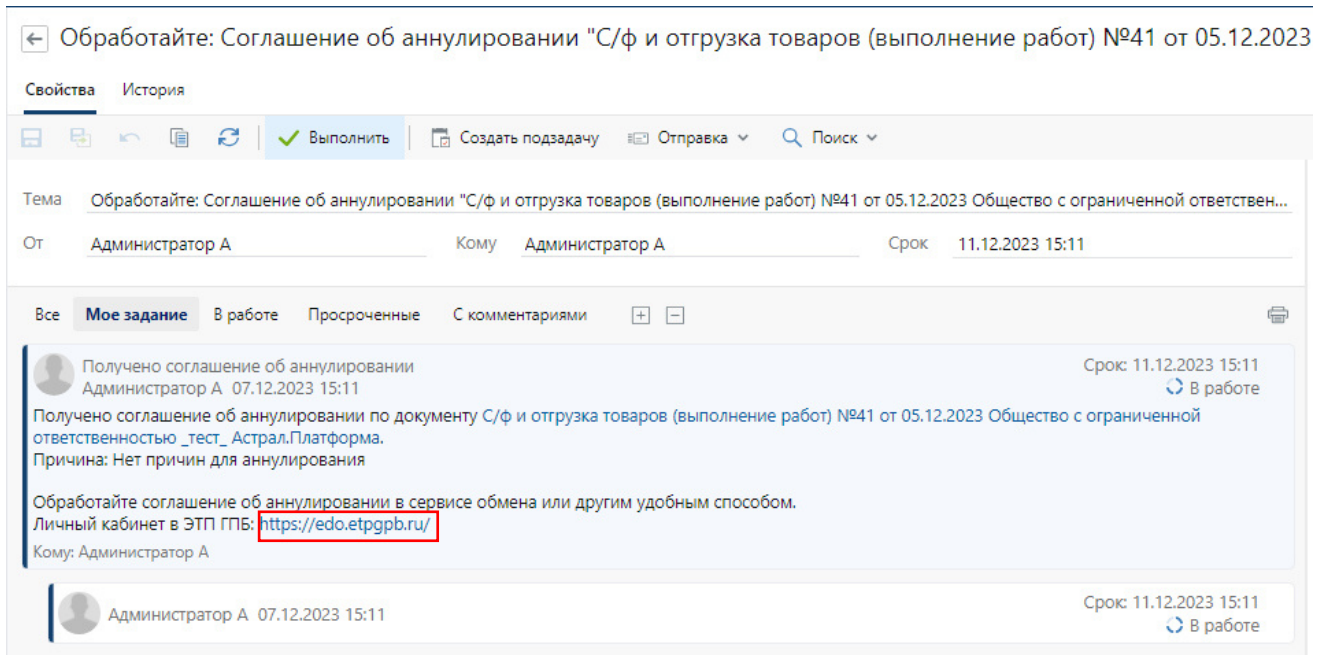 Обработайте: Соглашение об аннулировании "С/ф и отгрузка товаров (выполнение работ) №41 от 05.12.2023
Свойства История
Выполнить Создать подзадачу Отправка Поиск
Тема Обработайте: Соглашение об аннулировании "С/ф и отгрузка товаров (выполнение работ) №41 от 05.12.2023 Общество с ограниченной ответствен...
От Администратор А Кому Администратор А Срок 11.12.2023 15:11
Все Мое задание В работе Просроченные С комментариями
Получено соглашение об аннулировании Срок: 11.12.2023 15:11
Администратор А 07.12.2023 15:11 В работе
Получено соглашение об аннулировании по документу С/ф и отгрузка товаров (выполнение работ) №41 от 05.12.2023 Общество с ограниченной
ответственностью _тест_ Астрал.Платформа.
Причина: Нет причин для аннулирования
Обработайте соглашение об аннулировании в сервисе обмена или другим удобным способом.
Личный кабинет в ЭТП ГПБ: https://edo.etpgpb.ru/
Кому: Администратор А
Администратор А 07.12.2023 15:11 Срок: 11.12.2023 15:11
В работе